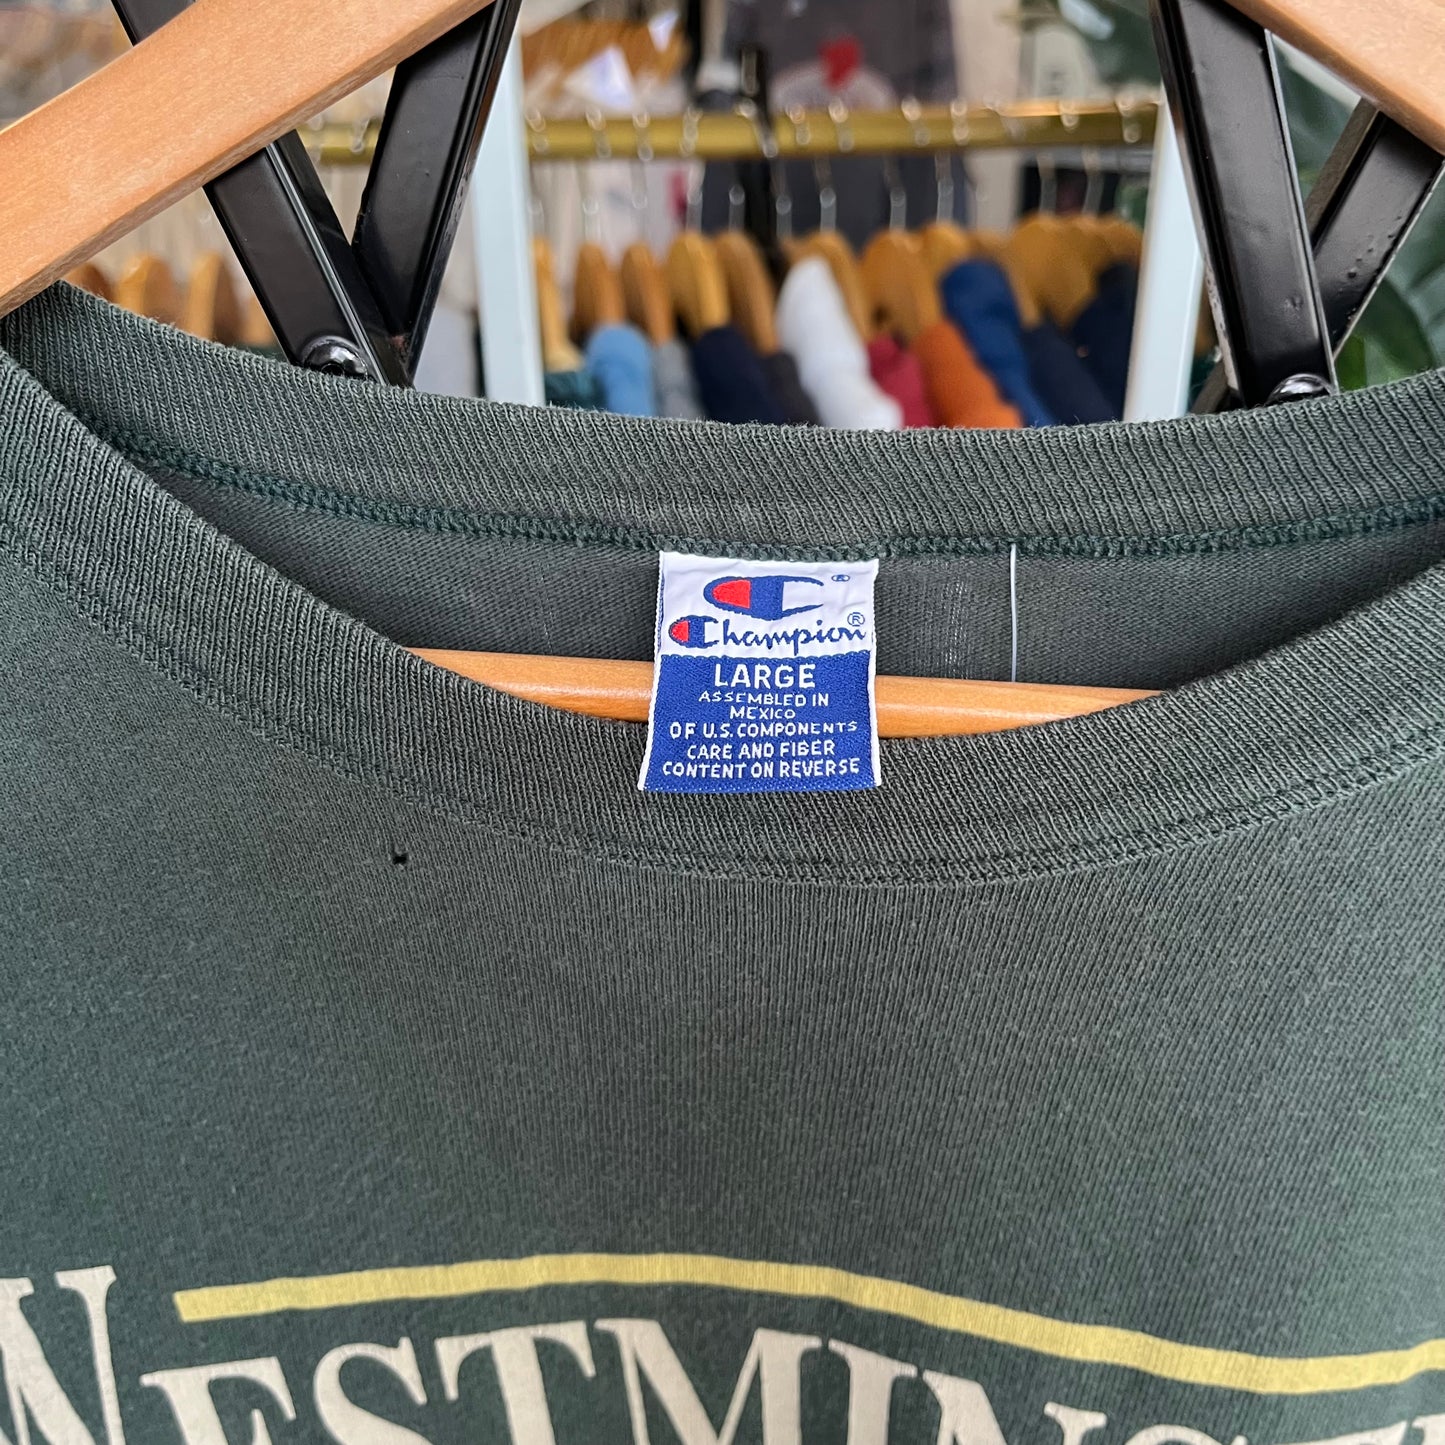 ®
Champion®
LARGE
ASSEMBLED IN
MEXICO
OF U.S. COMPONENTS
CARE AND FIBER
CONTENT ON REVERSE